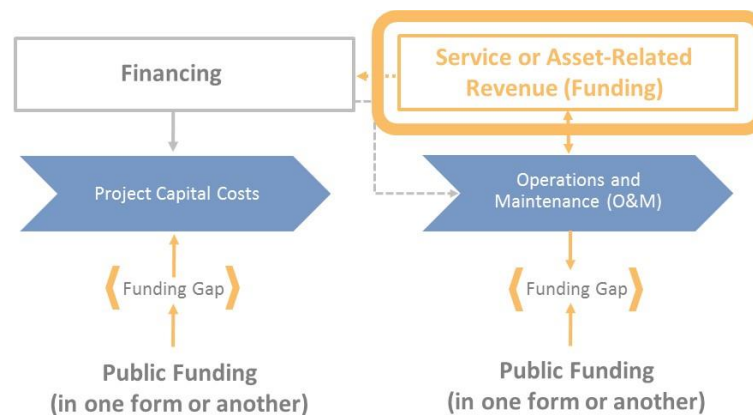 Financing
Service or Asset-Related
Revenue (Funding)
Project Capital Costs
Operations and
Maintenance (O&M)
Funding Gap
Funding Gap
Public Funding
(in one form or another)
Public Funding
(in one form or another)